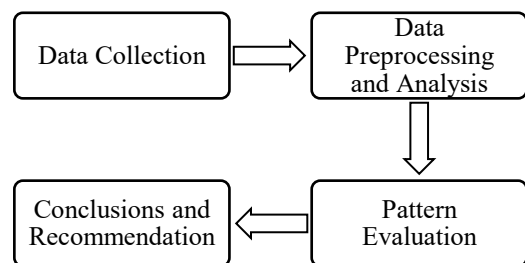 Data Collection
Data
Preprocessing
and Analysis
Pattern
Evaluation
Conclusions and
Recommendation